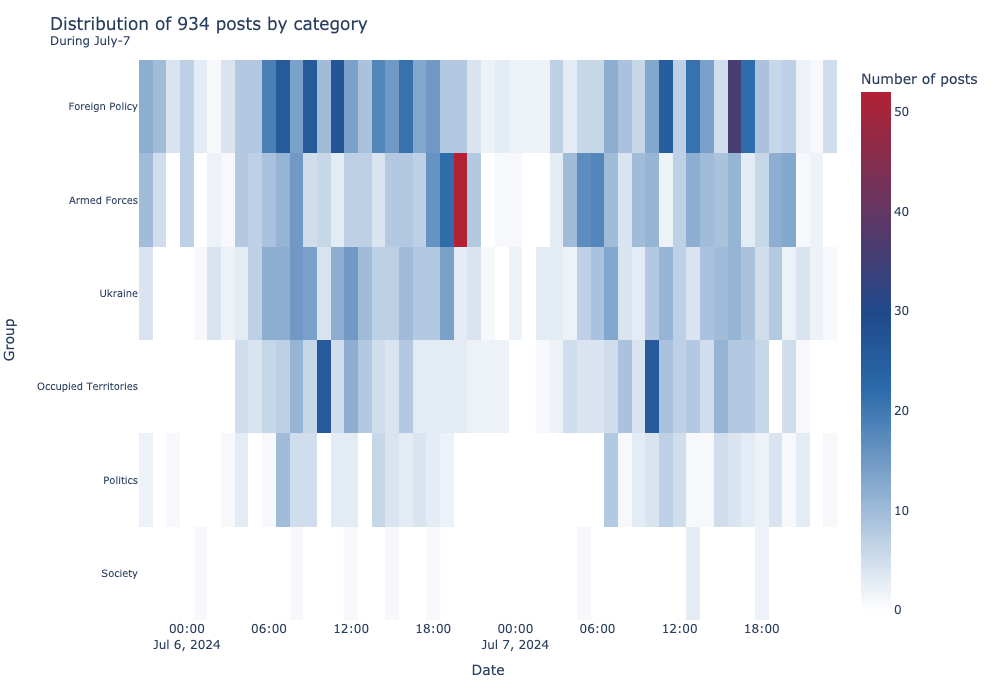 Distribution of 934 posts by category
During July-7
Number of posts
Foreign Policy
Armed Forces
Ukraine
Occupied Territories
Politics
Society
Group
50
40
30
20
10
0
00:00
Jul 6, 2024
06:00
12:00
18:00
00:00
Jul 7, 2024
06:00
12:00
18:00
Date